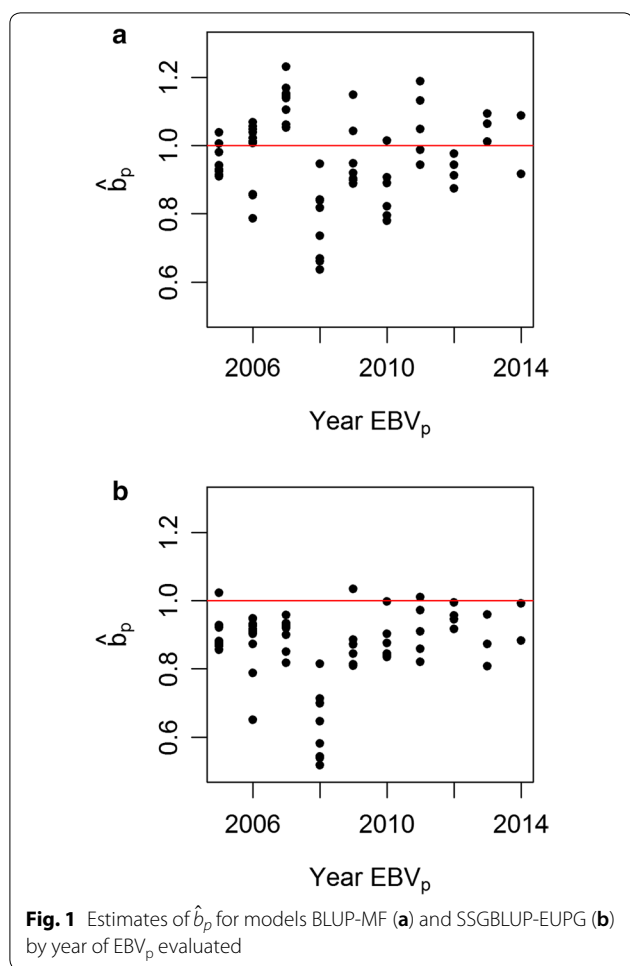 a
1.2
1.0
0.8
0.6
b̂p
2006
2010
2014
Year EBVp
b
1.2
1.0
0.8
0.6
b̂p
2006
2010
2014
Year EBVp
Fig. 1 Estimates of b̂p for models BLUP-MF (a) and SSGBLUP-EUPG (b)
by year of EBVp evaluated